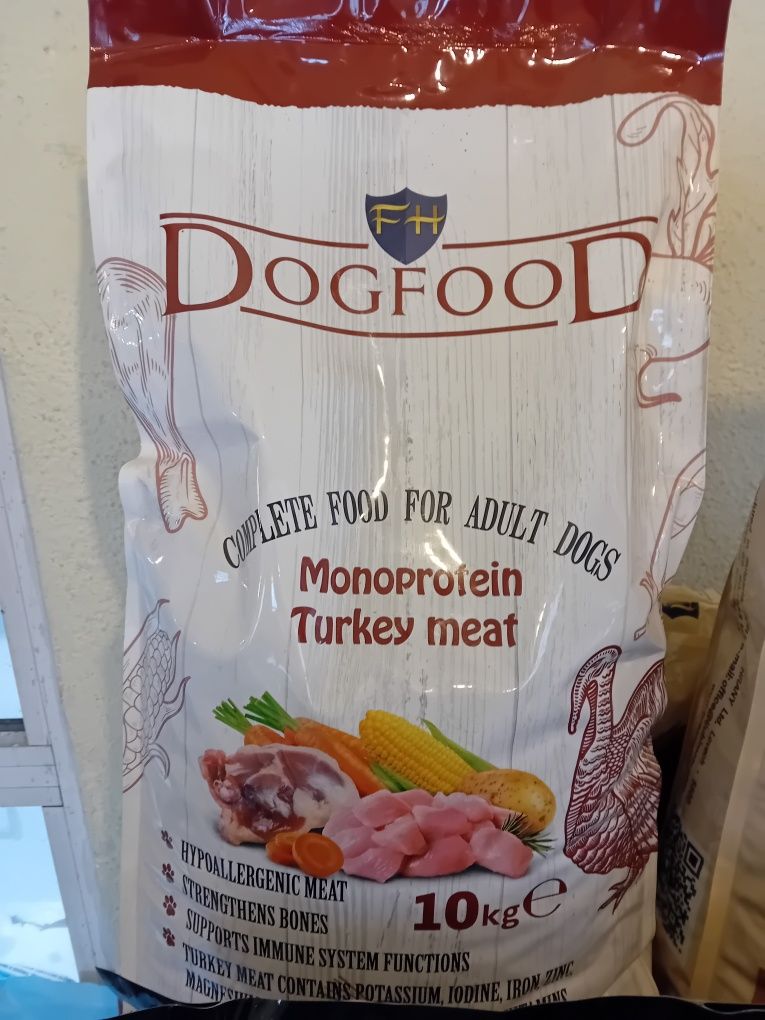 FH
DOGFOOD
COMPLETE FOOD FOR ADULT DOGS
Monoprotein
Turkey meat
HYPOALLERGENIC MEAT
STRENGTHENS BONES
SUPPORTS IMMUNE SYSTEM FUNCTIONS
TURKEY MEAT CONTAINS POTASSIUM, IODINE, IRON, ZINC
10kg℮